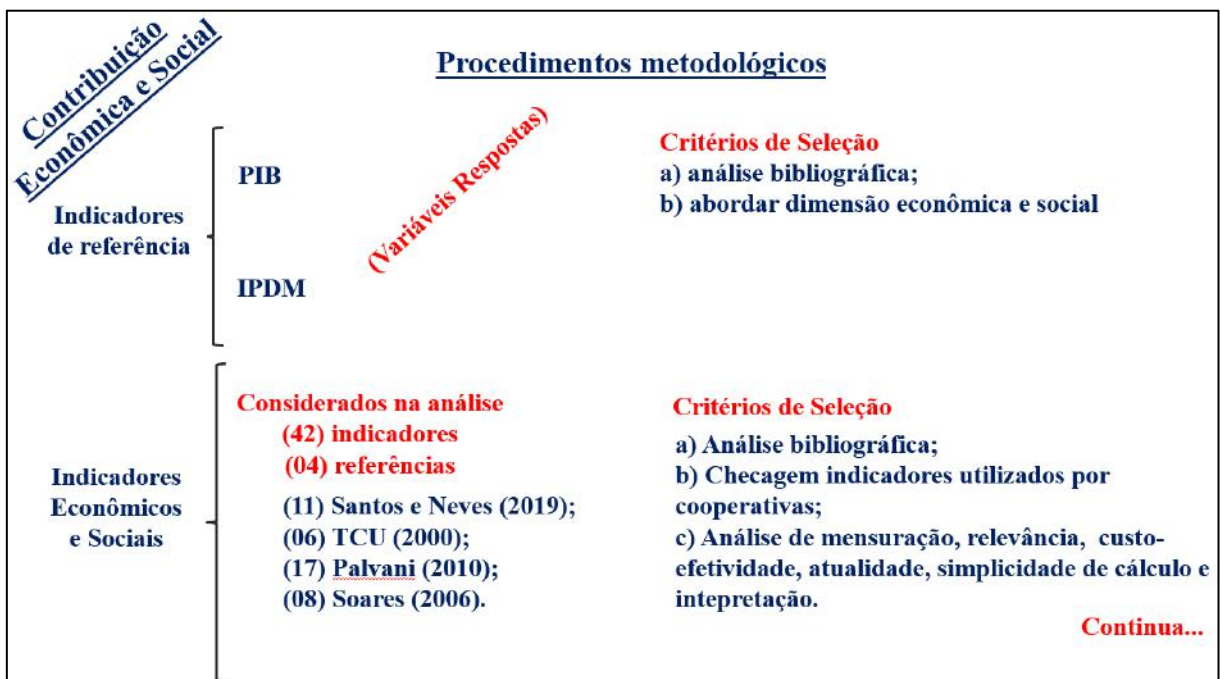 Contribuição
Econômica e Social
Procedimentos metodológicos
Indicadores
de referência
PIB
IPDM
(Variáveis Respostas)
Critérios de Seleção
a) análise bibliográfica;
b) abordar dimensão econômica e social
Indicadores
Econômicos
e Sociais
Considerados na análise
(42) indicadores
(04) referências
(11) Santos e Neves (2019);
(06) TCU (2000);
(17) Palvani (2010);
(08) Soares (2006).
Critérios de Seleção
a) Análise bibliográfica;
b) Checagem indicadores utilizados por
cooperativas;
c) Análise de mensuração, relevância, custo-
efetividade, atualidade, simplicidade de cálculo e
intepretação.
Continua...